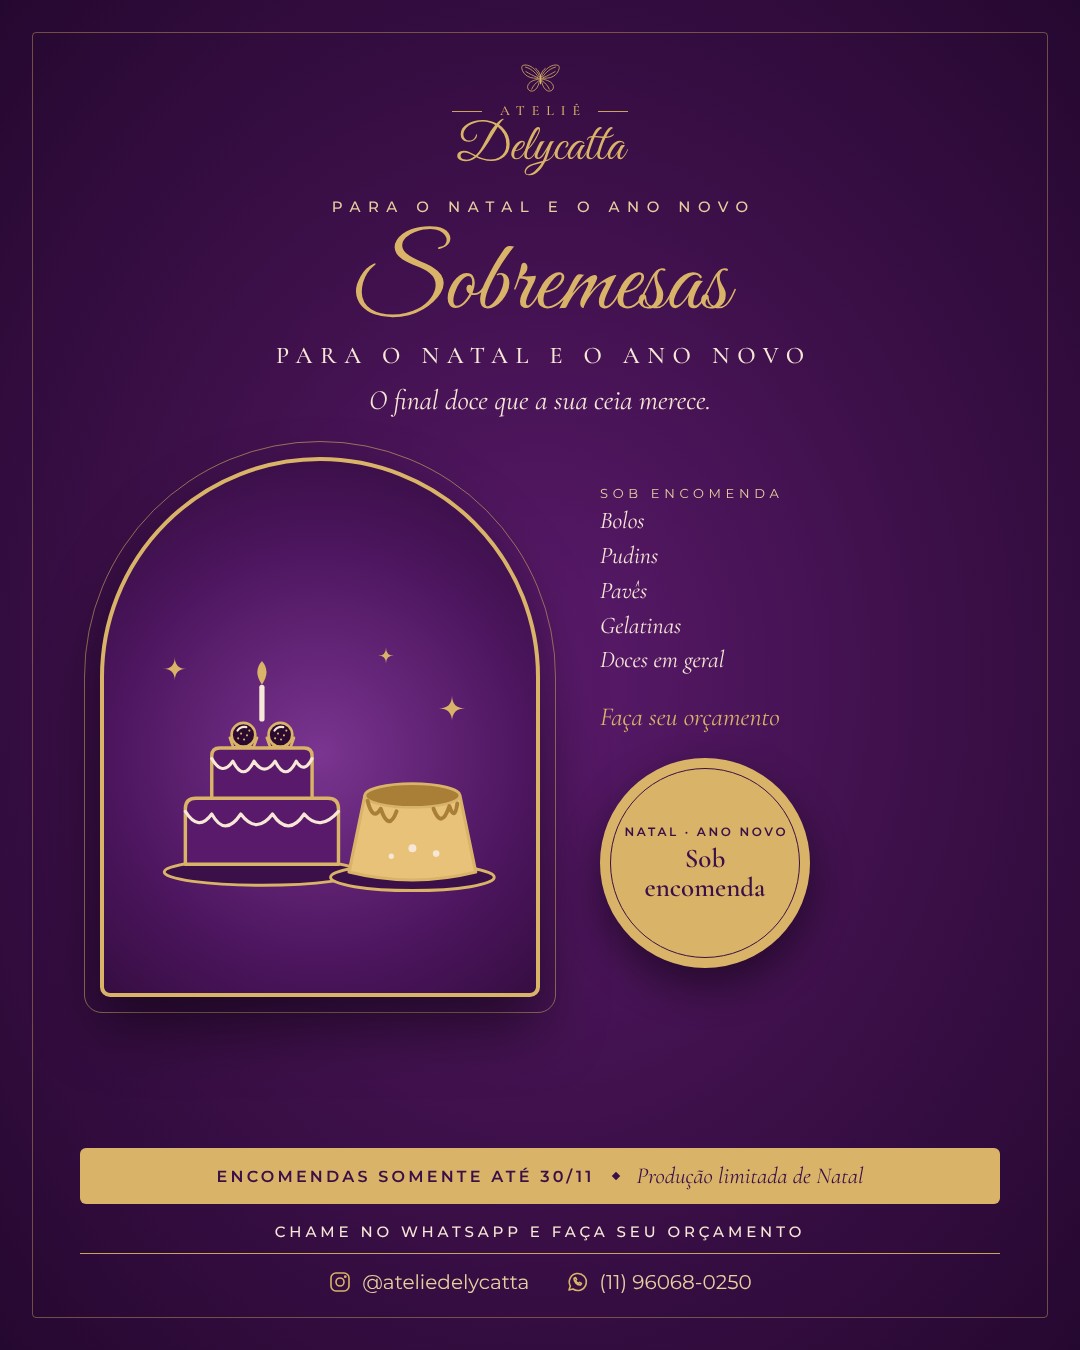 ATELIÊ
Delycatta
PARA O NATAL E O ANO NOVO
Sobremesas
PARA O NATAL E O ANO NOVO
O final doce que a sua ceia merece.
SOB ENCOMENDA
Bolos
Pudins
Pavês
Gelatinas
Doces em geral
Faça seu orçamento
NATAL · ANO NOVO
Sob
encomenda
ENCOMENDAS SOMENTE ATÉ 30/11 ◆ Produção limitada de Natal
CHAME NO WHATSAPP E FAÇA SEU ORÇAMENTO
@ateliedelycatta (11) 96068-0250